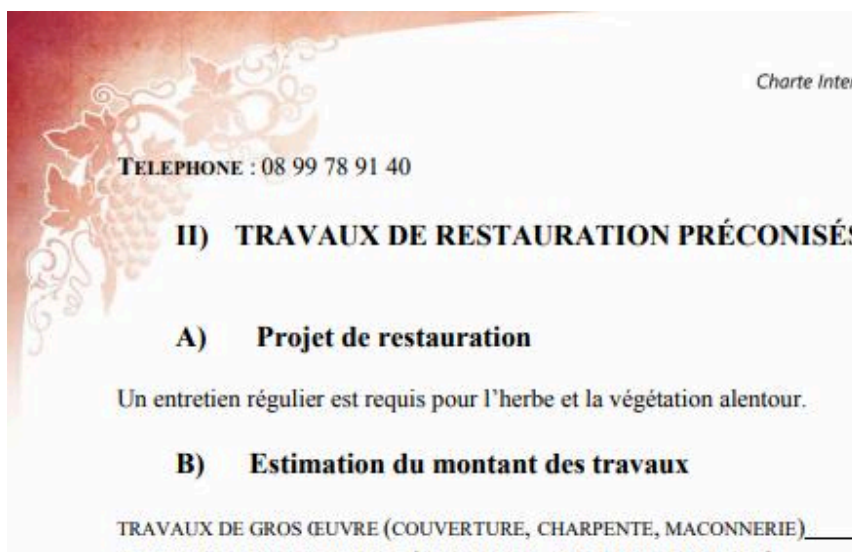 Charte
TELEPHONE : 08 99 78 91 40
II) TRAVAUX DE RESTAURATION PRÉCONISÉS
A) Projet de restauration
Un entretien régulier est requis pour l’herbe et la végétation alentour.
B) Estimation du montant des travaux
TRAVAUX DE GROS ŒUVRE (COUVERTURE, CHARPENTE, MACONNERIE)